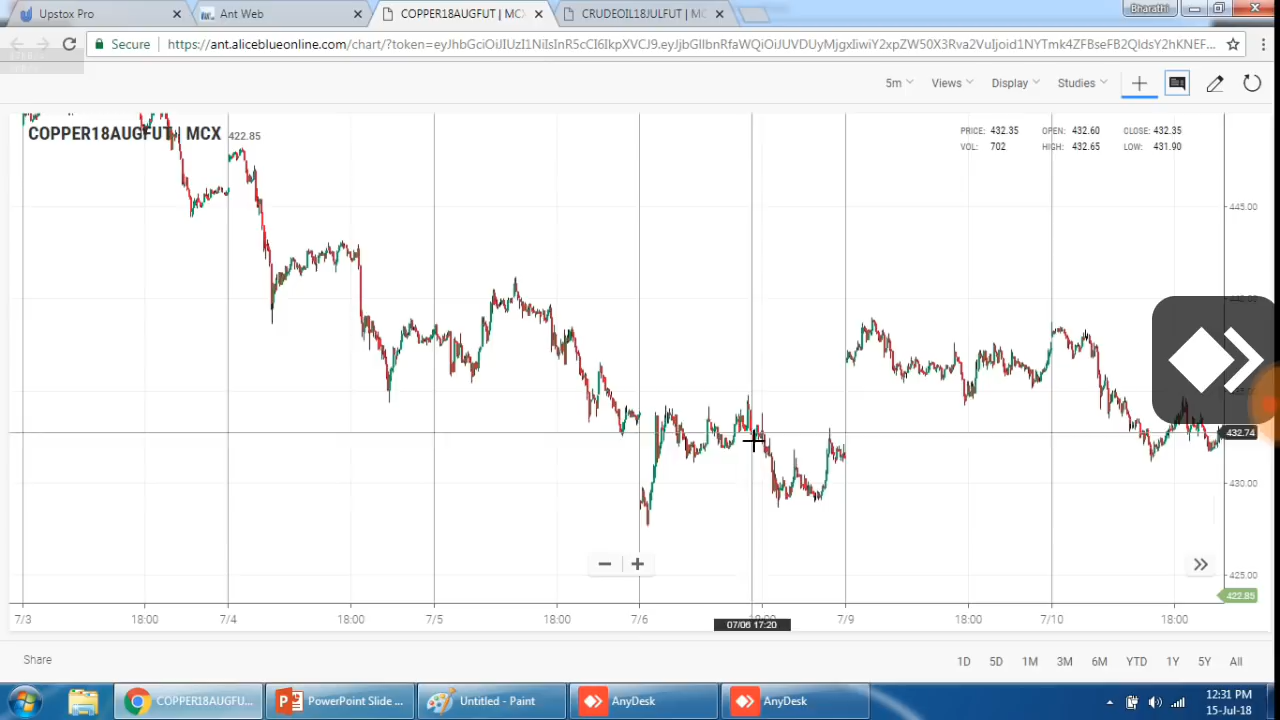 Upstox Pro
Ant Web
COPPER18AUGFUT | MCX
CRUDEOIL18JULFUT | MC
Bharathi
Secure
https://ant.aliceblueonline.com/chart/?token=eyJhbGciOiJIUzI1NiIsInR5cCI6IkpXVCJ9.eyJjbGllbnRfaWQiOiJUVDUyMjgxIiwiY2xpZW50X3Rva2VuIjoid1NYTmk4ZFBseFB2QldsY2hKNEF...
5m Views Display Studies
COPPER18AUGFUT | MCX 422.85
PRICE: 432.35 OPEN: 432.60 CLOSE: 432.35
VOL: 702 HIGH: 432.65 LOW: 431.90
445.00
432.74
430.00
425.00
422.85
7/3 18:00 7/4 18:00 7/5 18:00 7/6 7/9 18:00 7/10 18:00
07/06 17:20
Share
1D 5D 1M 3M 6M YTD 1Y 5Y All
COPPER18AUGFU...
PowerPoint Slide ...
Untitled - Paint
AnyDesk
AnyDesk
12:31 PM
15-Jul-18